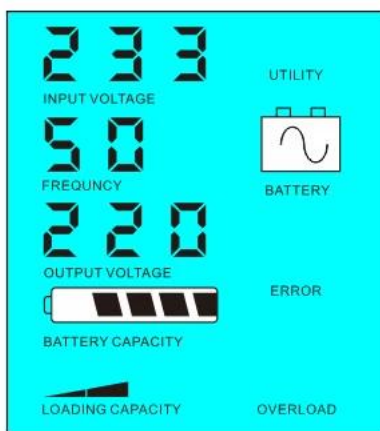 233
UTILITY
INPUT VOLTAGE
50
FREQUNCY
BATTERY
220
OUTPUT VOLTAGE
ERROR
BATTERY CAPACITY
LOADING CAPACITY
OVERLOAD